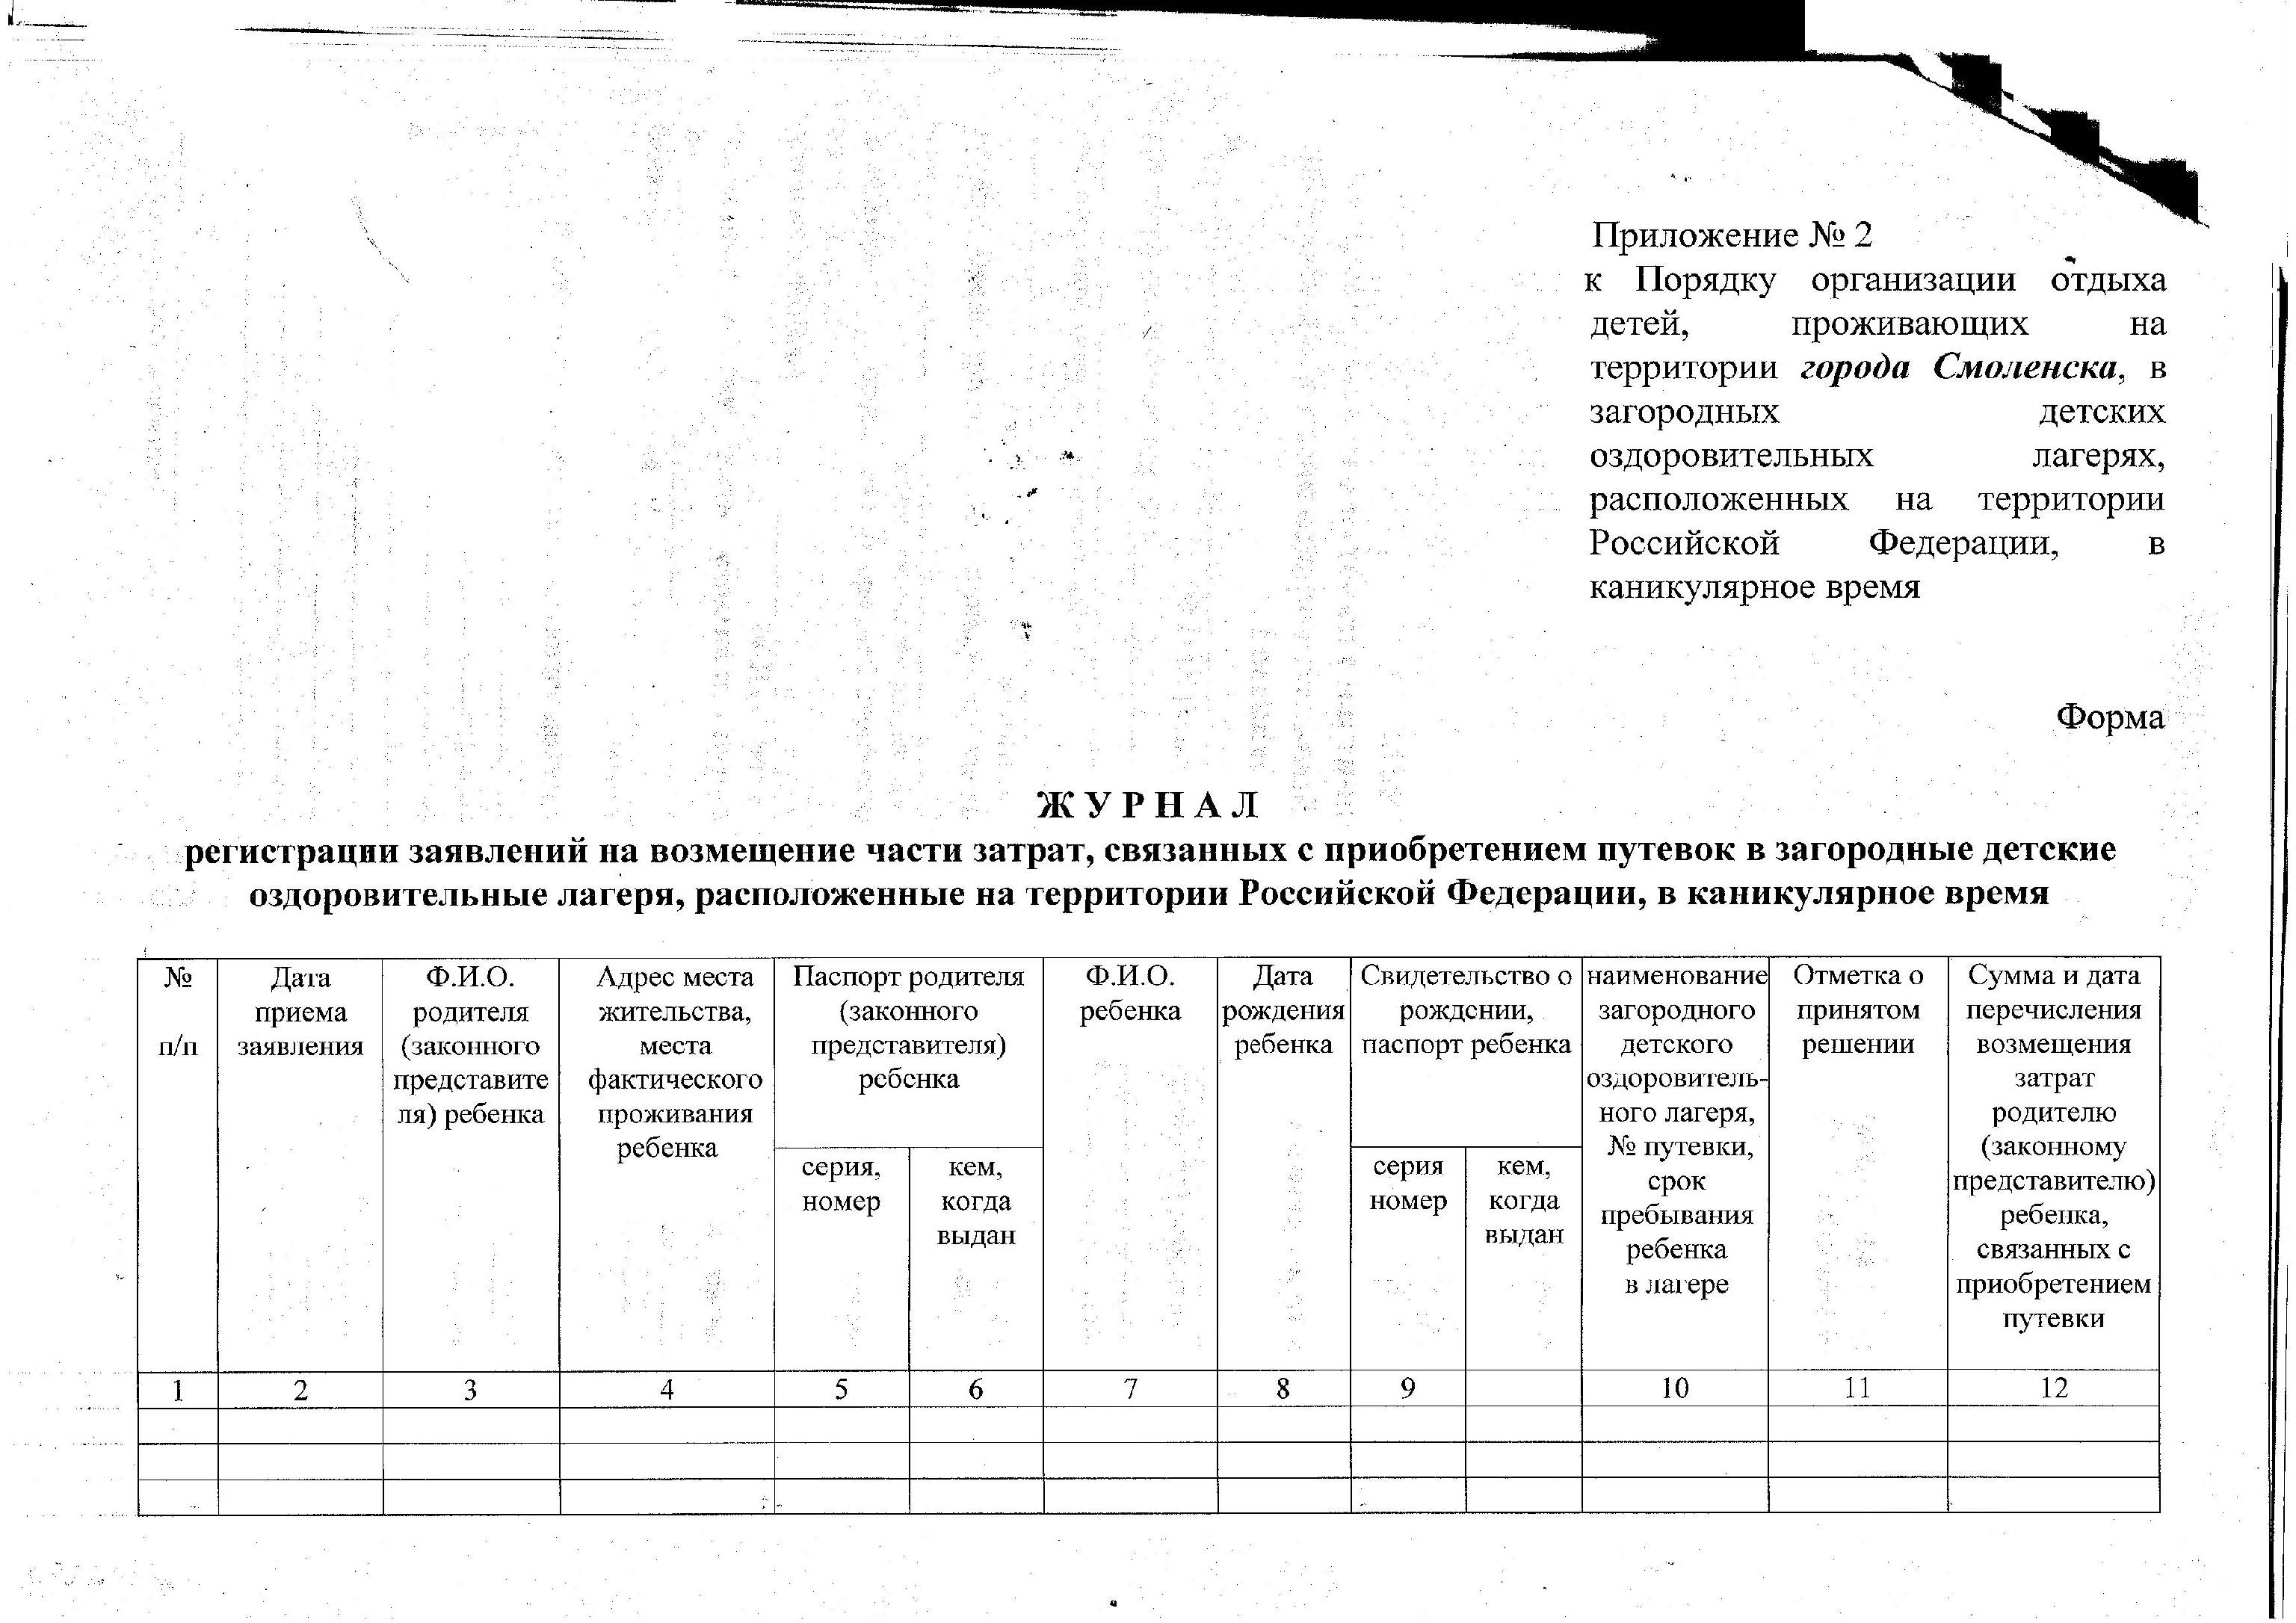 Приложение № 2
к Порядку организации отдыха
детей, проживающих на
территории города Смоленска, в
загородных детских
оздоровительных лагерях,
расположенных на территории
Российской Федерации, в
каникулярное время
Форма
Ж У Р Н А Л
регистрации заявлений на возмещение части затрат, связанных с приобретением путевок в загородные детские
оздоровительные лагеря, расположенные на территории Российской Федерации, в каникулярное время
№
п/п
Дата
приема
заявления
Ф.И.О.
родителя
(законного
представите
ля) ребенка
Адрес места
жительства,
места
фактического
проживания
ребенка
Паспорт родителя
(законного
представителя)
ребенка
серия,
номер
кем,
когда
выдан
Ф.И.О.
ребенка
Дата
рождения
ребенка
Свидетельство о
рождении,
паспорт ребенка
серия
номер
кем,
когда
выдан
наименование
загородного
детского
оздоровитель-
ного лагеря,
№ путевки,
срок
пребывания
ребенка
в лагере
Отметка о
принятом
решении
Сумма и дата
перечисления
возмещения
затрат
родителю
(законному
представителю)
ребенка,
связанных с
приобретением
путевки
1 2 3 4 5 6 7 8 9 10 11 12